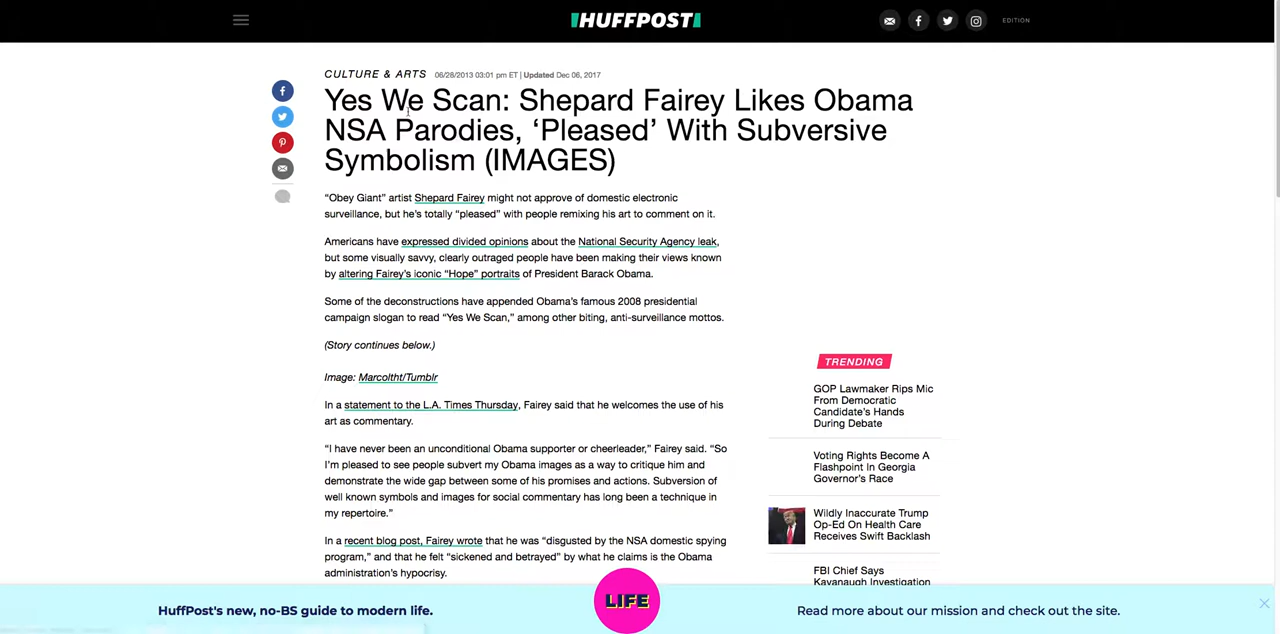 HUFFPOST
EDITION
CULTURE & ARTS 06/28/2013 03:01 pm ET | Updated Dec 06, 2017
Yes We Scan: Shepard Fairey Likes Obama
NSA Parodies, ‘Pleased’ With Subversive
Symbolism (IMAGES)
“Obey Giant” artist Shepard Fairey might not approve of domestic electronic
surveillance, but he’s totally “pleased” with people remixing his art to comment on it.
Americans have expressed divided opinions about the National Security Agency leak,
but some visually savvy, clearly outraged people have been making their views known
by altering Fairey’s iconic “Hope” portraits of President Barack Obama.
Some of the deconstructions have appended Obama’s famous 2008 presidential
campaign slogan to read “Yes We Scan,” among other biting, anti-surveillance mottos.
(Story continues below.)
Image: Marcoltht/Tumblr
In a statement to the L.A. Times Thursday, Fairey said that he welcomes the use of his
art as commentary.
“I have never been an unconditional Obama supporter or cheerleader,” Fairey said. “So
I’m pleased to see people subvert my Obama images as a way to critique him and
demonstrate the wide gap between some of his promises and actions. Subversion of
well known symbols and images for social commentary has long been a technique in
my repertoire.”
In a recent blog post, Fairey wrote that he was “disgusted by the NSA domestic spying
program,” and that he felt “sickened and betrayed” by what he claims is the Obama
administration’s hypocrisy.
TRENDING
GOP Lawmaker Rips Mic
From Democratic
Candidate’s Hands
During Debate
Voting Rights Become A
Flashpoint In Georgia
Governor’s Race
Wildly Inaccurate Trump
Op-Ed On Health Care
Receives Swift Backlash
FBI Chief Says
Kavanaugh Investigation
HuffPost's new, no-BS guide to modern life.
LIFE
Read more about our mission and check out the site.